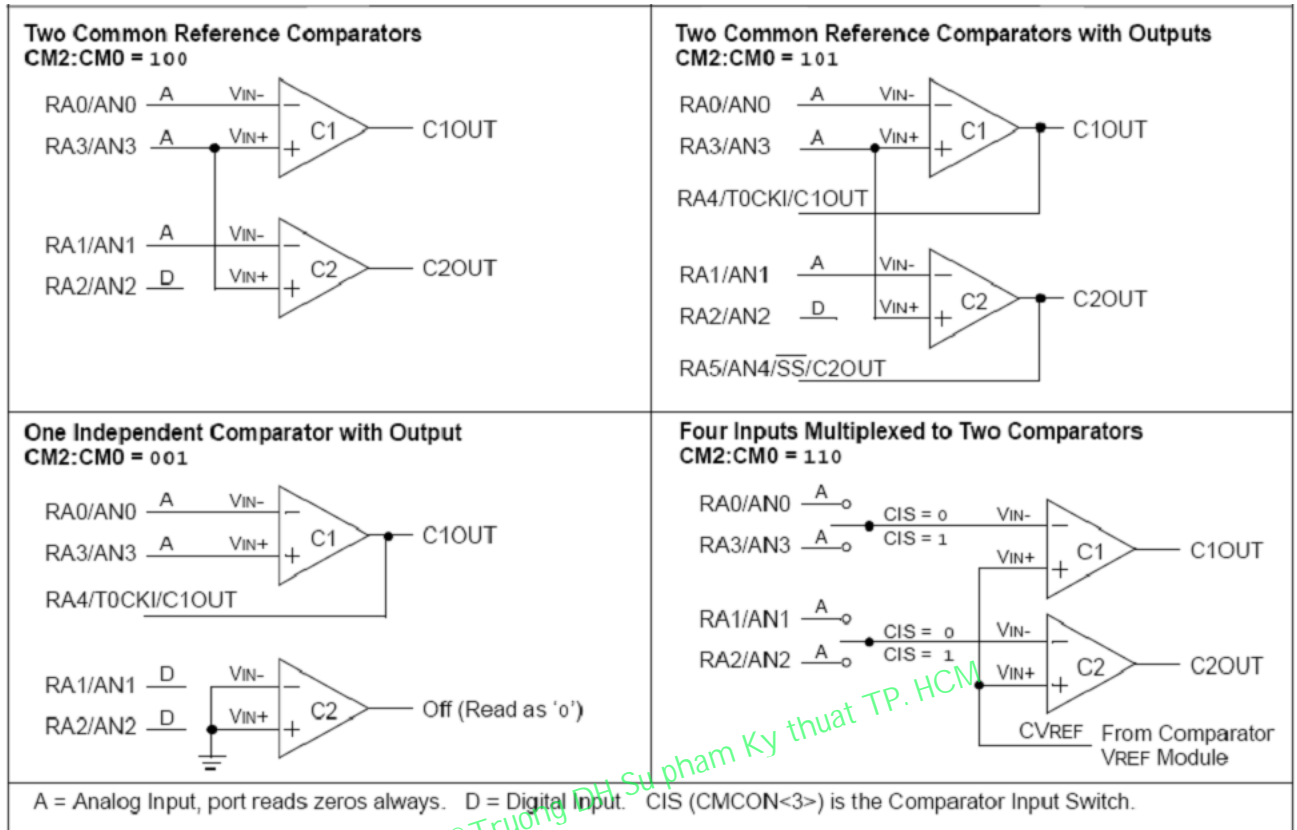 Two Common Reference Comparators
CM2:CM0 = 100
RA0/AN0 A VIN- −
RA3/AN3 A VIN+ + C1 C1OUT
RA1/AN1 A VIN- −
RA2/AN2 D VIN+ + C2 C2OUT
Two Common Reference Comparators with Outputs
CM2:CM0 = 101
RA0/AN0 A VIN- −
RA3/AN3 A VIN+ + C1 C1OUT
RA4/T0CKI/C1OUT
RA1/AN1 A VIN- −
RA2/AN2 D VIN+ + C2 C2OUT
RA5/AN4/S̅S̅/C2OUT
One Independent Comparator with Output
CM2:CM0 = 001
RA0/AN0 A VIN- −
RA3/AN3 A VIN+ + C1 C1OUT
RA4/T0CKI/C1OUT
RA1/AN1 D VIN- −
RA2/AN2 D VIN+ + C2 Off (Read as ‘0’)
Four Inputs Multiplexed to Two Comparators
CM2:CM0 = 110
RA0/AN0 A CIS = 0 VIN- −
RA3/AN3 A CIS = 1 VIN+ + C1 C1OUT
RA1/AN1 A CIS = 0 VIN- −
RA2/AN2 A CIS = 1 VIN+ + C2 C2OUT
CVREF From Comparator
VREF Module
A = Analog Input, port reads zeros always. D = Digital Input. CIS (CMCON<3>) is the Comparator Input Switch.
Truong DH Su pham Ky thuat TP. HCM